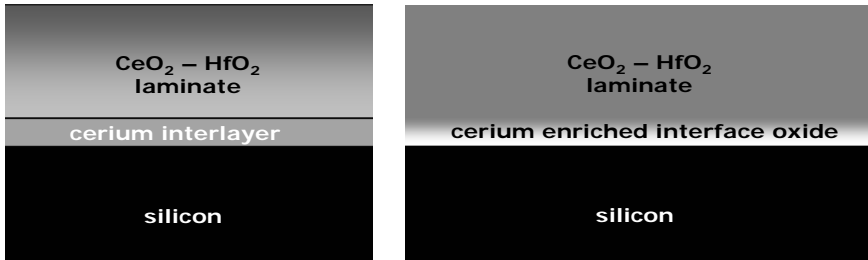 CeO₂ – HfO₂
laminate
cerium interlayer
silicon
CeO₂ – HfO₂
laminate
cerium enriched interface oxide
silicon